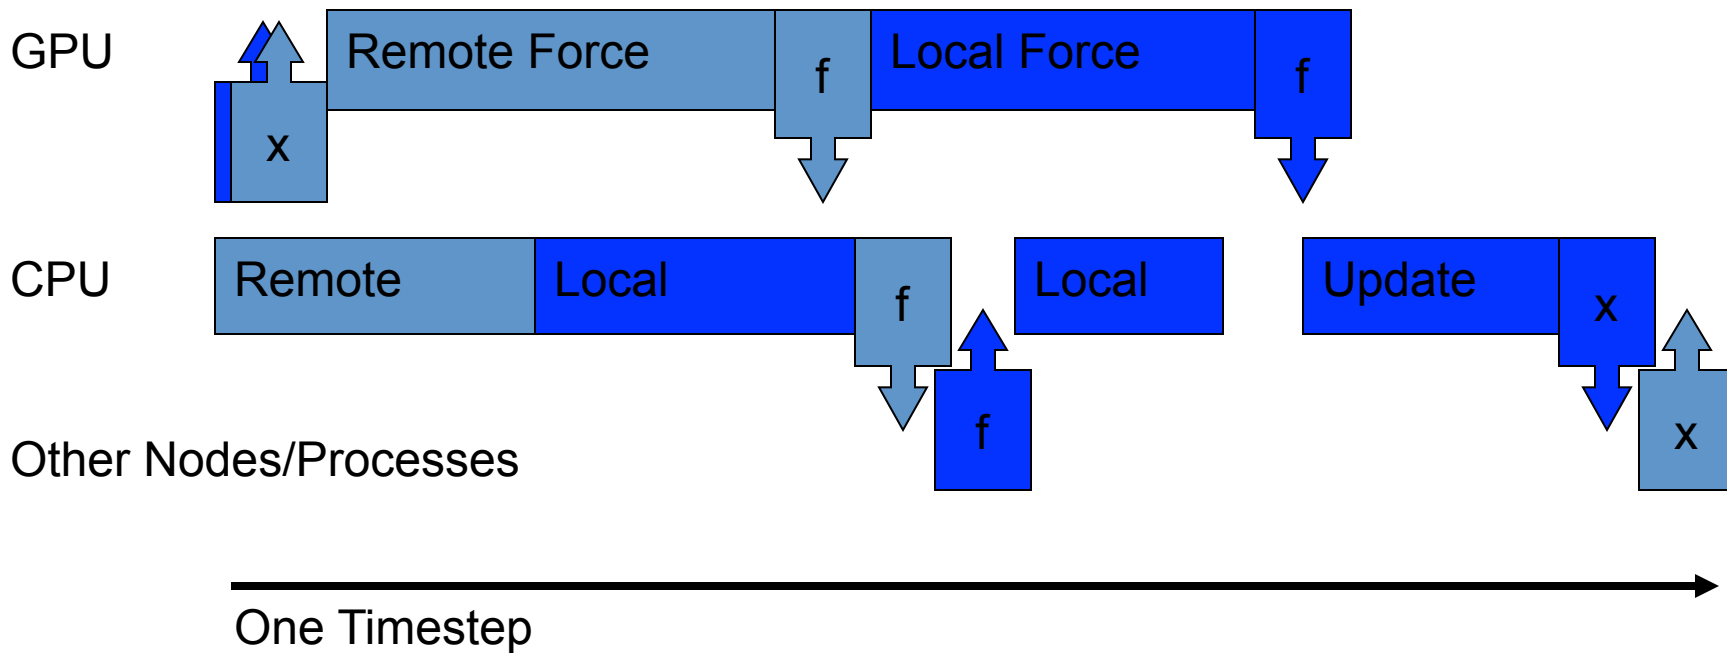 GPU
x
Remote Force
f
Local Force
f
CPU
Remote
Local
f
f
Local
Update
x
x
Other Nodes/Processes
One Timestep